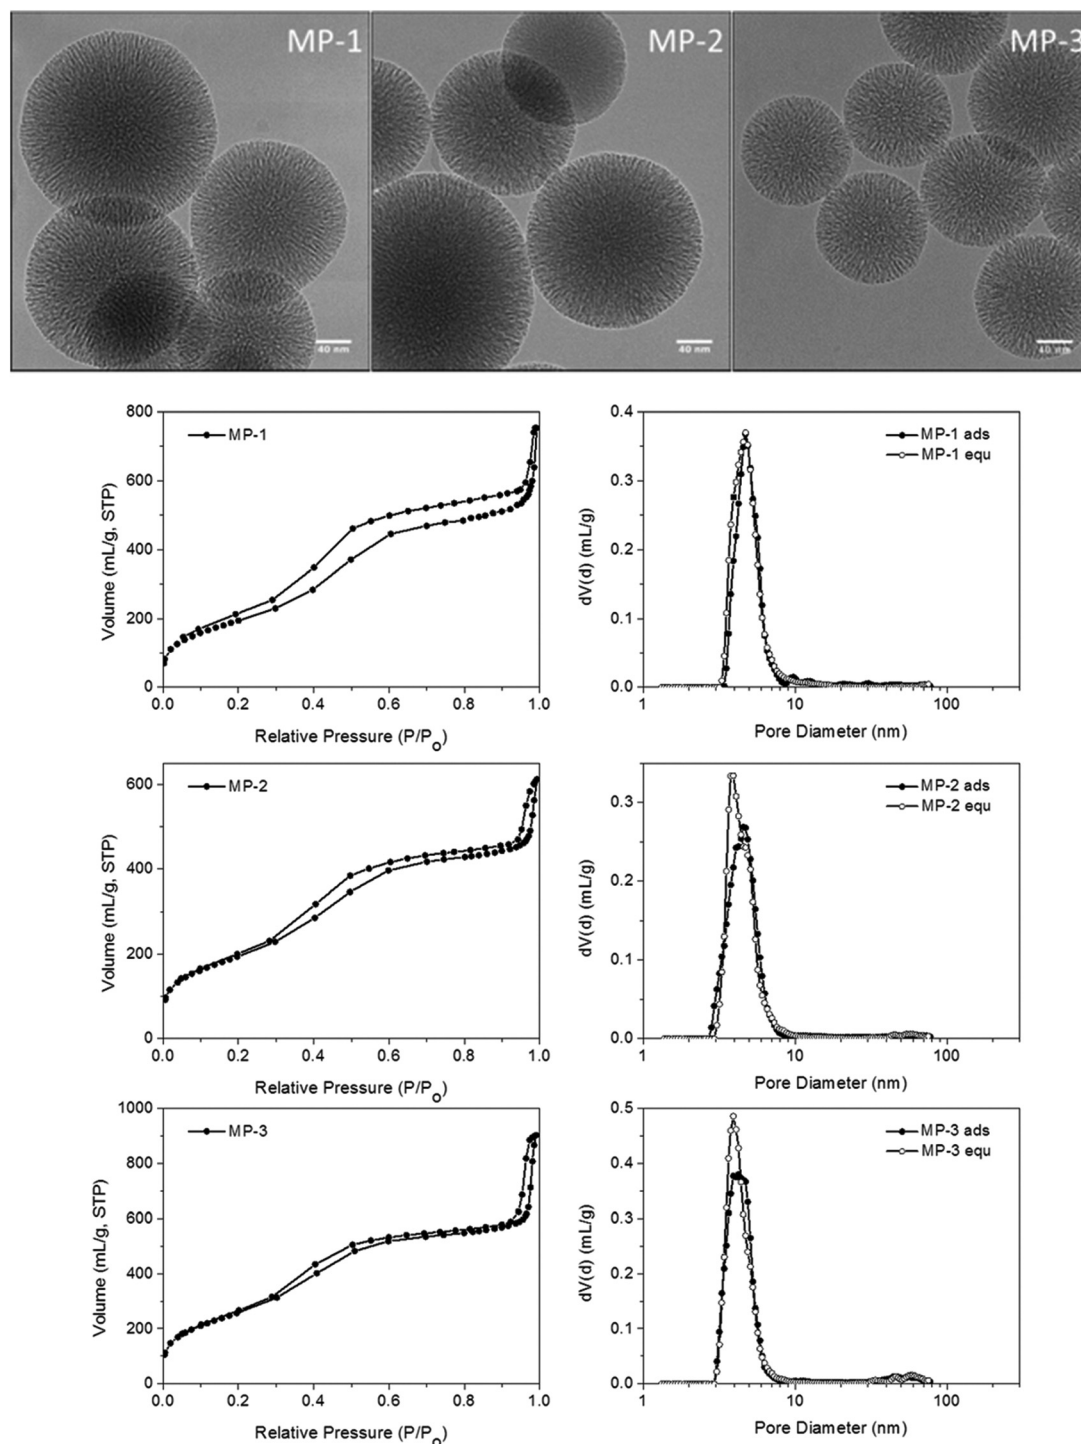 MP-1
MP-2
MP-3
40 nm
40 nm
40 nm
800
600
400
200
0
Volume (mL/g, STP)
MP-1
0.0 0.2 0.4 0.6 0.8 1.0
Relative Pressure (P/Po)
0.4
0.3
0.2
0.1
0.0
dV(d) (mL/g)
MP-1 ads
MP-1 equ
1 10 100
Pore Diameter (nm)
600
400
200
0
Volume (mL/g, STP)
MP-2
0.0 0.2 0.4 0.6 0.8 1.0
Relative Pressure (P/Po)
0.3
0.2
0.1
0.0
dV(d) (mL/g)
MP-2 ads
MP-2 equ
1 10 100
Pore Diameter (nm)
1000
800
600
400
200
0
Volume (mL/g, STP)
MP-3
0.0 0.2 0.4 0.6 0.8 1.0
Relative Pressure (P/Po)
0.5
0.4
0.3
0.2
0.1
0.0
dV(d) (mL/g)
MP-3 ads
MP-3 equ
1 10 100
Pore Diameter (nm)